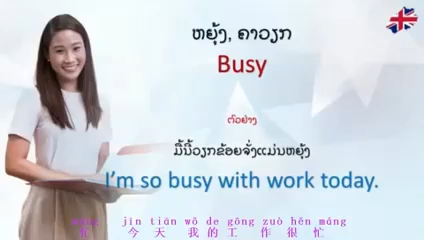 ຫຍຸ້ງ, ຄາວຽກ
Busy
ຕົວຢ່າງ
ມື້ນີ້ວຽກຂ້ອຍຈັ່ງແມ່ນຫຍຸ້ງ
I'm so busy with work today.
jīn tiān wǒ de gōng zuò hěn máng
忙 今天我的工作很忙